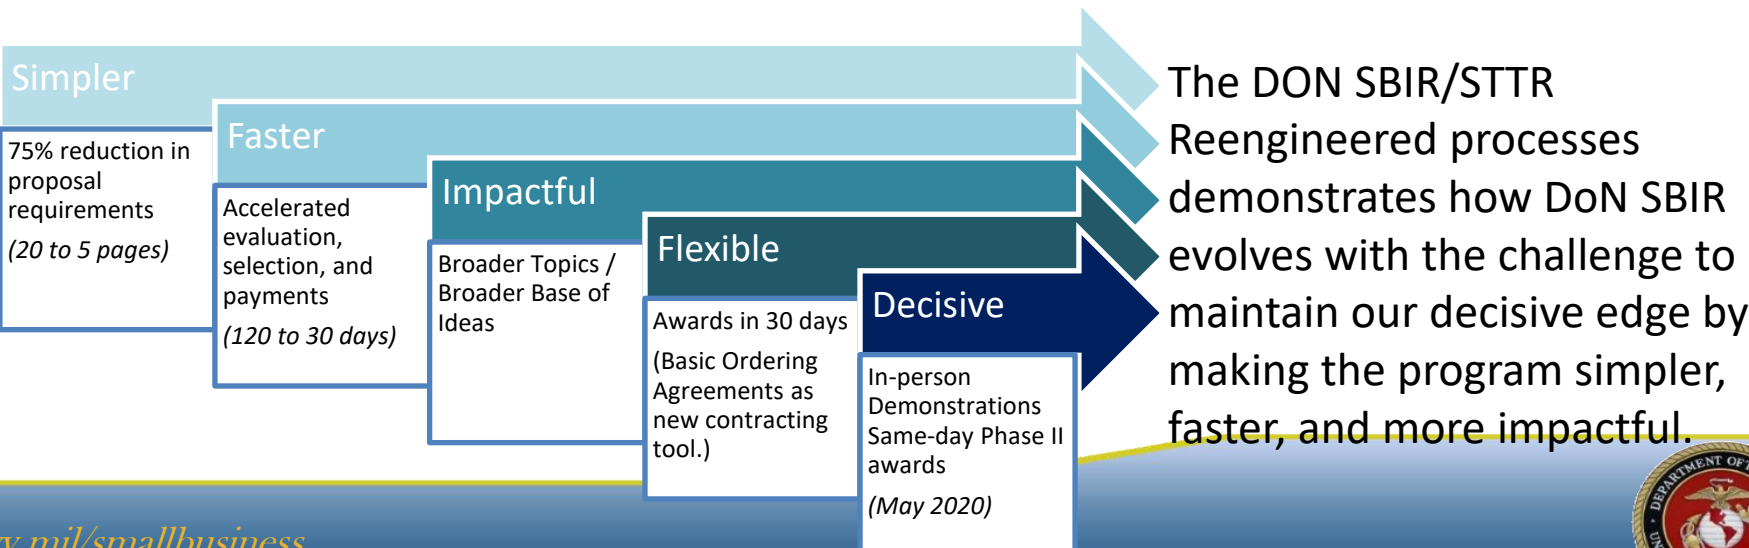 Simpler
75% reduction in
proposal
requirements
(20 to 5 pages)
Faster
Accelerated
evaluation,
selection, and
payments
(120 to 30 days)
Impactful
Broader Topics /
Broader Base of
Ideas
Flexible
Awards in 30 days
(Basic Ordering
Agreements as
new contracting
tool.)
Decisive
In-person
Demonstrations
Same-day Phase II
awards
(May 2020)
The DON SBIR/STTR
Reengineered processes
demonstrates how DoN SBIR
evolves with the challenge to
maintain our decisive edge by
making the program simpler,
faster, and more impactful.
.mil/smallbusiness
DEPARTMENT OF